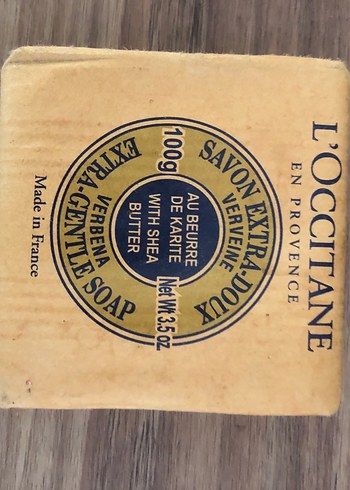 L'OCCITANE
EN PROVENCE
SAVON EXTRA-DOUX
VERVEINE
100g
AU BEURRE
DE KARITE
WITH SHEA
BUTTER
Net Wt 3.5 oz
VERBENA
EXTRA-GENTLE SOAP
Made in France